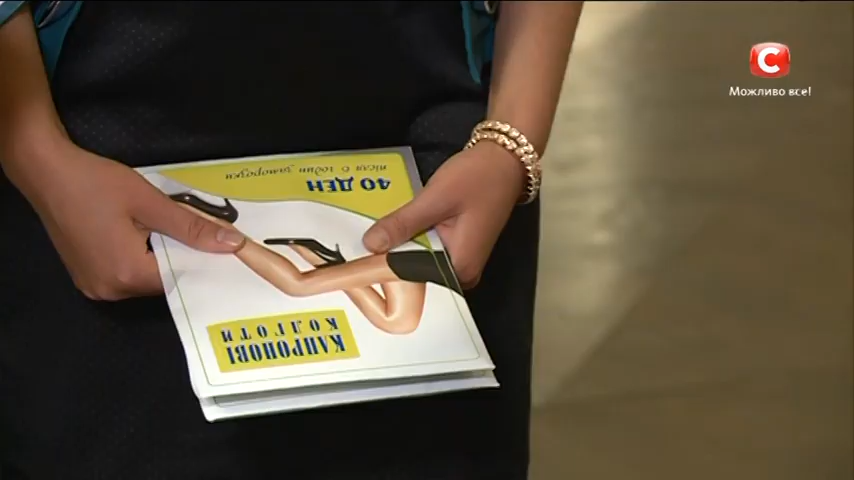 С
Можливо все!
40 ДЕН
після 6 годин заморозки
КАПРОНОВІ
КОЛГОТИ